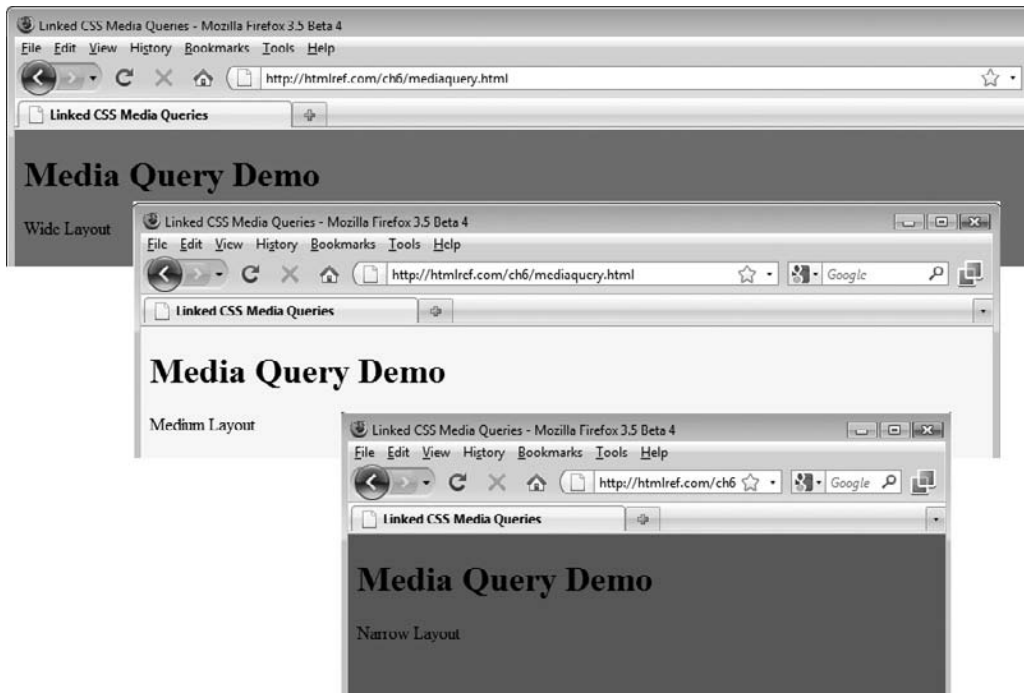 Linked CSS Media Queries - Mozilla Firefox 3.5 Beta 4
File Edit View History Bookmarks Tools Help
http://htmlref.com/ch6/mediaquery.html
Linked CSS Media Queries
Media Query Demo
Wide Layout
Linked CSS Media Queries - Mozilla Firefox 3.5 Beta 4
File Edit View History Bookmarks Tools Help
http://htmlref.com/ch6/mediaquery.html Google
Linked CSS Media Queries
Media Query Demo
Medium Layout
Linked CSS Media Queries - Mozilla Firefox 3.5 Beta 4
File Edit View History Bookmarks Tools Help
http://htmlref.com/ch6 Google
Linked CSS Media Queries
Media Query Demo
Narrow Layout